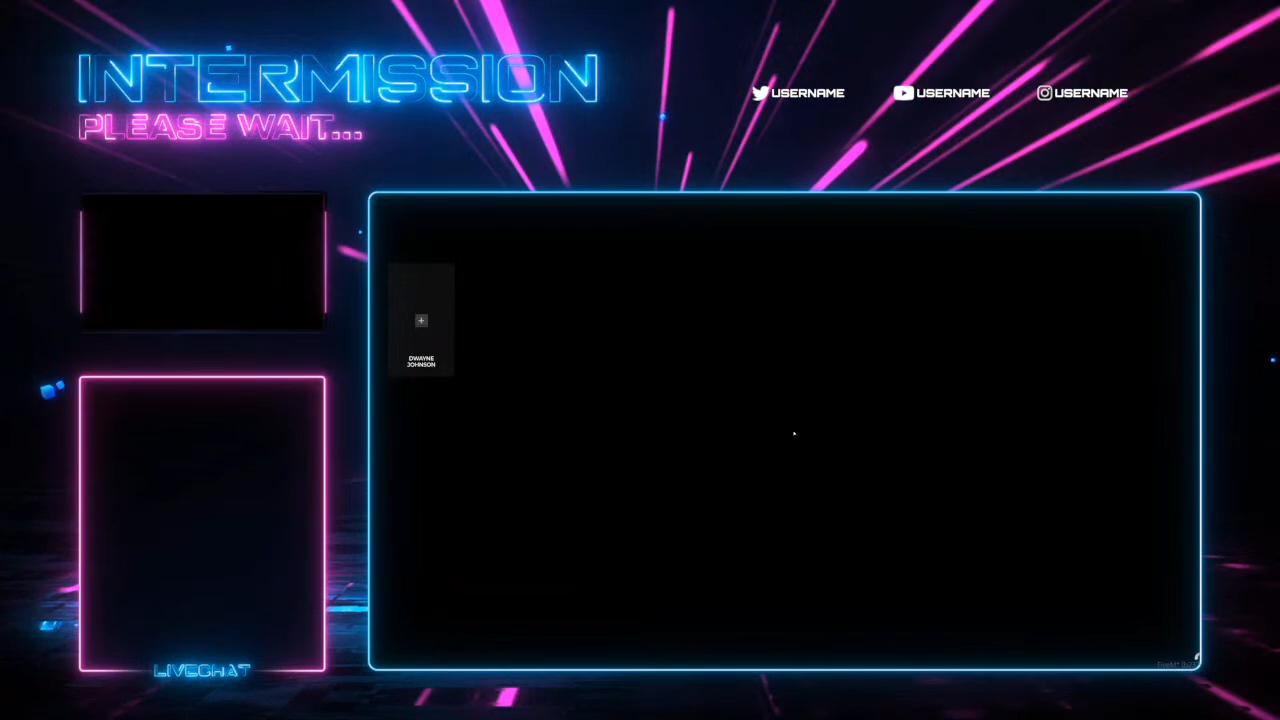 INTERMISSION
PLEASE WAIT...
USERNAME
USERNAME
USERNAME
+
DWAYNE
JOHNSON
LIVECHAT